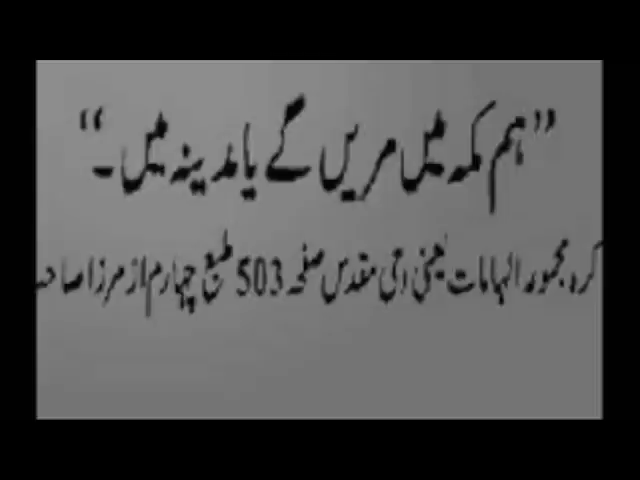 ”ہم مکہ میں مریں گے یا مدینہ میں۔“
کرہ مجموعہ الہامات یعنی وحی مقدس صفحہ 503 طبع چہارم از مرزا صاحب